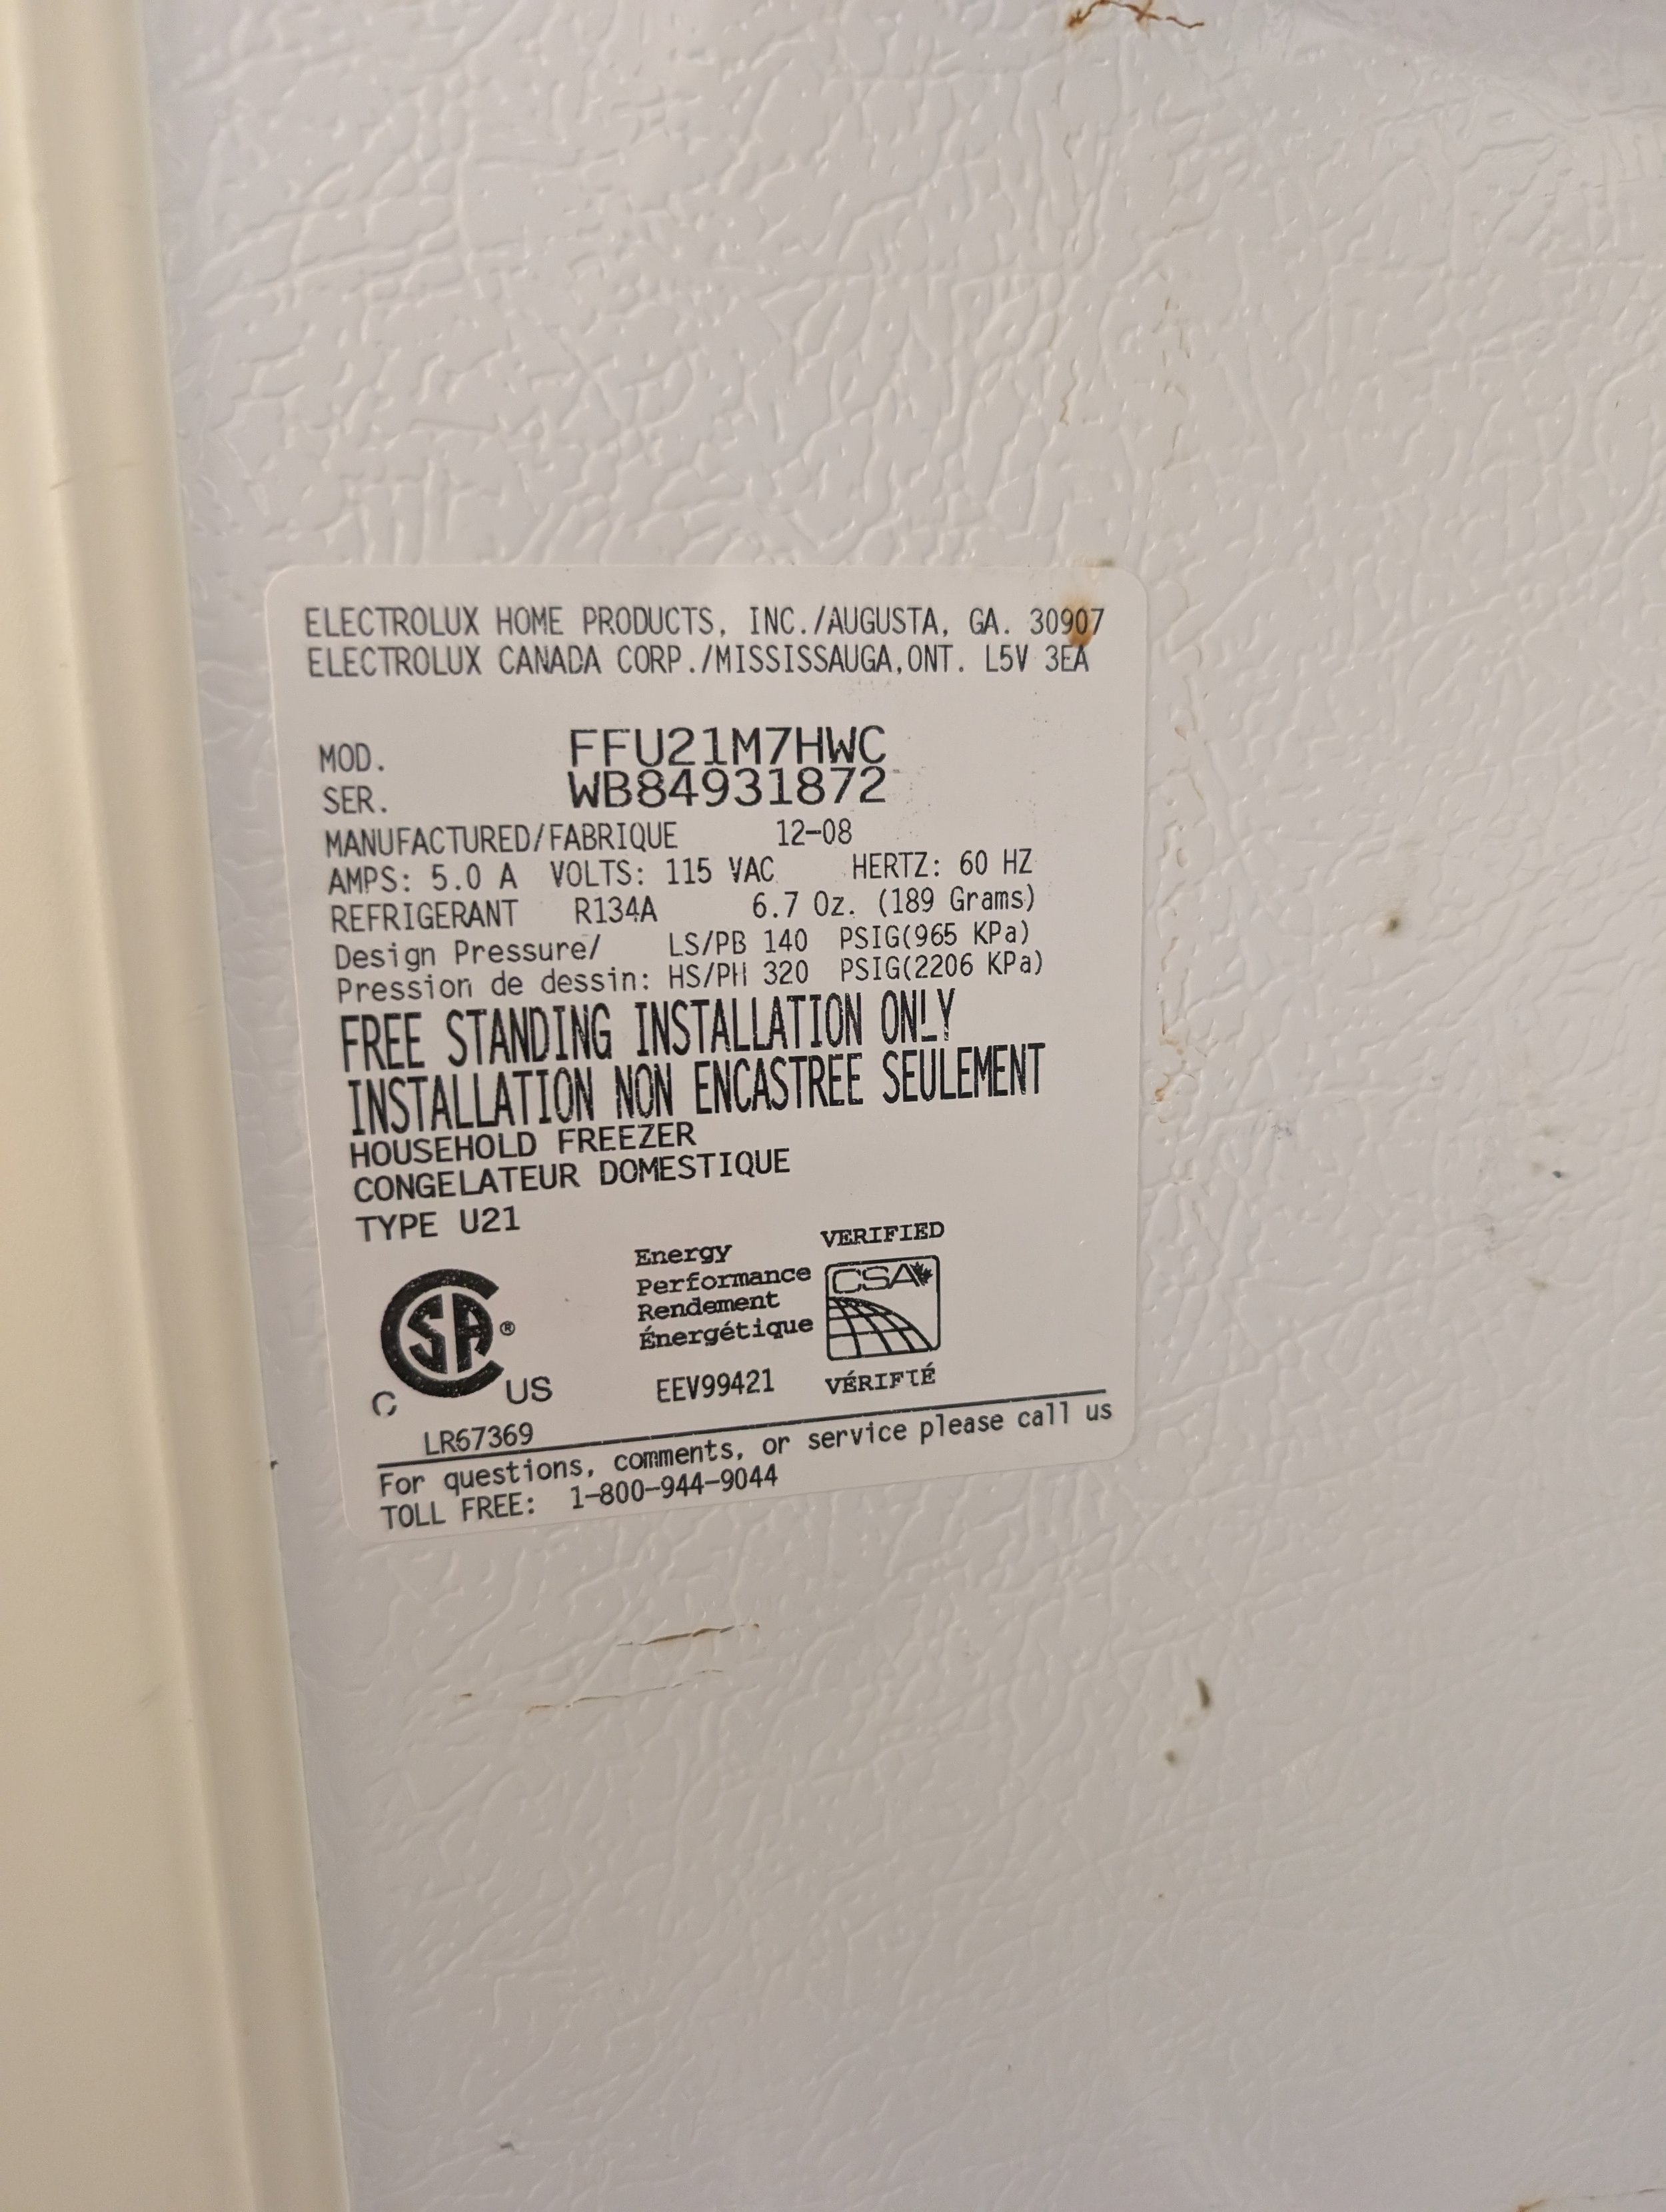 ELECTROLUX HOME PRODUCTS, INC./AUGUSTA, GA. 30907
ELECTROLUX CANADA CORP./MISSISSAUGA,ONT. L5V 3EA
MOD. FFU21M7HWC
SER. WB84931872
MANUFACTURED/FABRIQUE 12-08
AMPS: 5.0 A VOLTS: 115 VAC HERTZ: 60 HZ
REFRIGERANT R134A 6.7 Oz. (189 Grams)
Design Pressure/ LS/PB 140 PSIG(965 KPa)
Pression de dessin: HS/PH 320 PSIG(2206 KPa)
FREE STANDING INSTALLATION ONLY
INSTALLATION NON ENCASTREE SEULEMENT
HOUSEHOLD FREEZER
CONGELATEUR DOMESTIQUE
TYPE U21
C SA® US
LR67369
Energy
Performance
Rendement
Énergétique
EEV99421
VERIFIED
CSA
VÉRIFIÉ
For questions, comments, or service please call us
TOLL FREE: 1-800-944-9044